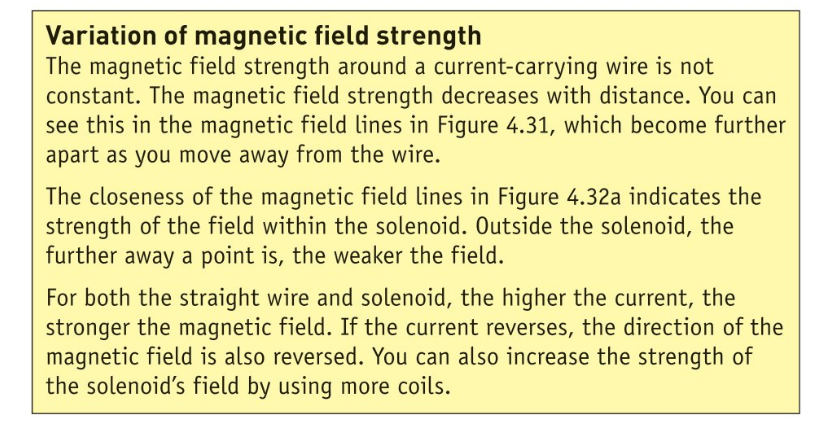 Variation of magnetic field strength
The magnetic field strength around a current-carrying wire is not
constant. The magnetic field strength decreases with distance. You can
see this in the magnetic field lines in Figure 4.31, which become further
apart as you move away from the wire.
The closeness of the magnetic field lines in Figure 4.32a indicates the
strength of the field within the solenoid. Outside the solenoid, the
further away a point is, the weaker the field.
For both the straight wire and solenoid, the higher the current, the
stronger the magnetic field. If the current reverses, the direction of the
magnetic field is also reversed. You can also increase the strength of
the solenoid's field by using more coils.